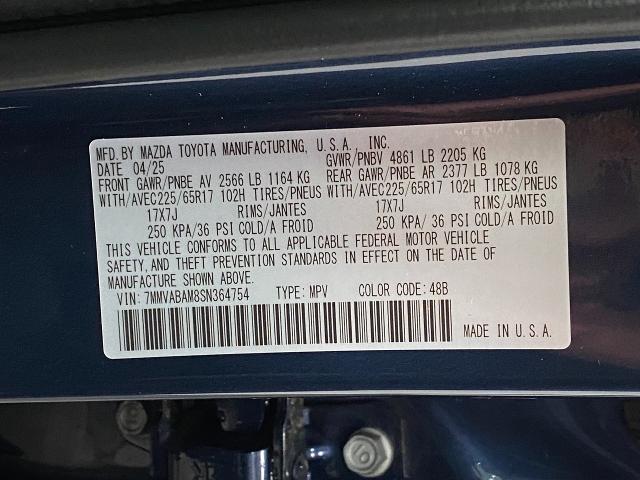 MFD. BY MAZDA TOYOTA MANUFACTURING, U.S.A., INC.
DATE 04/25 GVWR/PNBV 4861 LB 2205 KG
FRONT GAWR/PNBE AV 2566 LB 1164 KG REAR GAWR/PNBE AR 2377 LB 1078 KG
WITH/AVEC225/65R17 102H TIRES/PNEUS WITH/AVEC225/65R17 102H TIRES/PNEUS
17X7J RIMS/JANTES 17X7J RIMS/JANTES
250 KPA/36 PSI COLD/A FROID 250 KPA/36 PSI COLD/A FROID
THIS VEHICLE CONFORMS TO ALL APPLICABLE FEDERAL MOTOR VEHICLE
SAFETY, AND THEFT PREVENTION STANDARDS IN EFFECT ON THE DATE OF
MANUFACTURE SHOWN ABOVE.
VIN: 7MMVABAM8SN364754 TYPE: MPV COLOR CODE: 48B
MADE IN U.S.A.